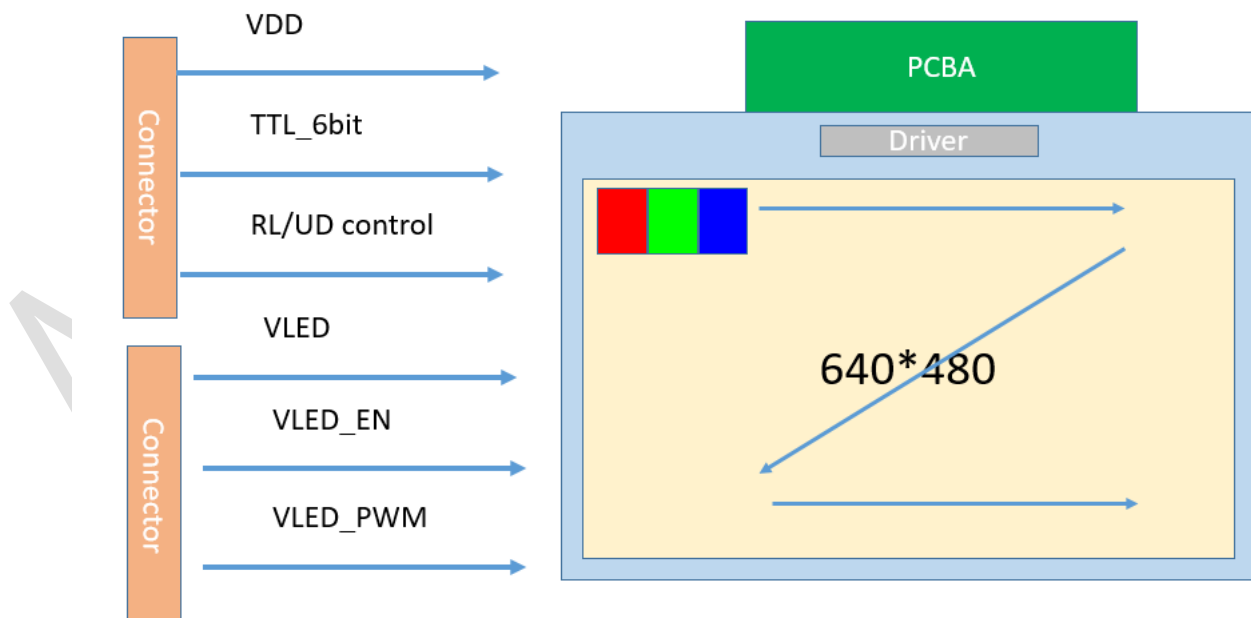 VDD
TTL_6bit
RL/UD control
Connector
VLED
VLED_EN
VLED_PWM
Connector
PCBA
Driver
640*480